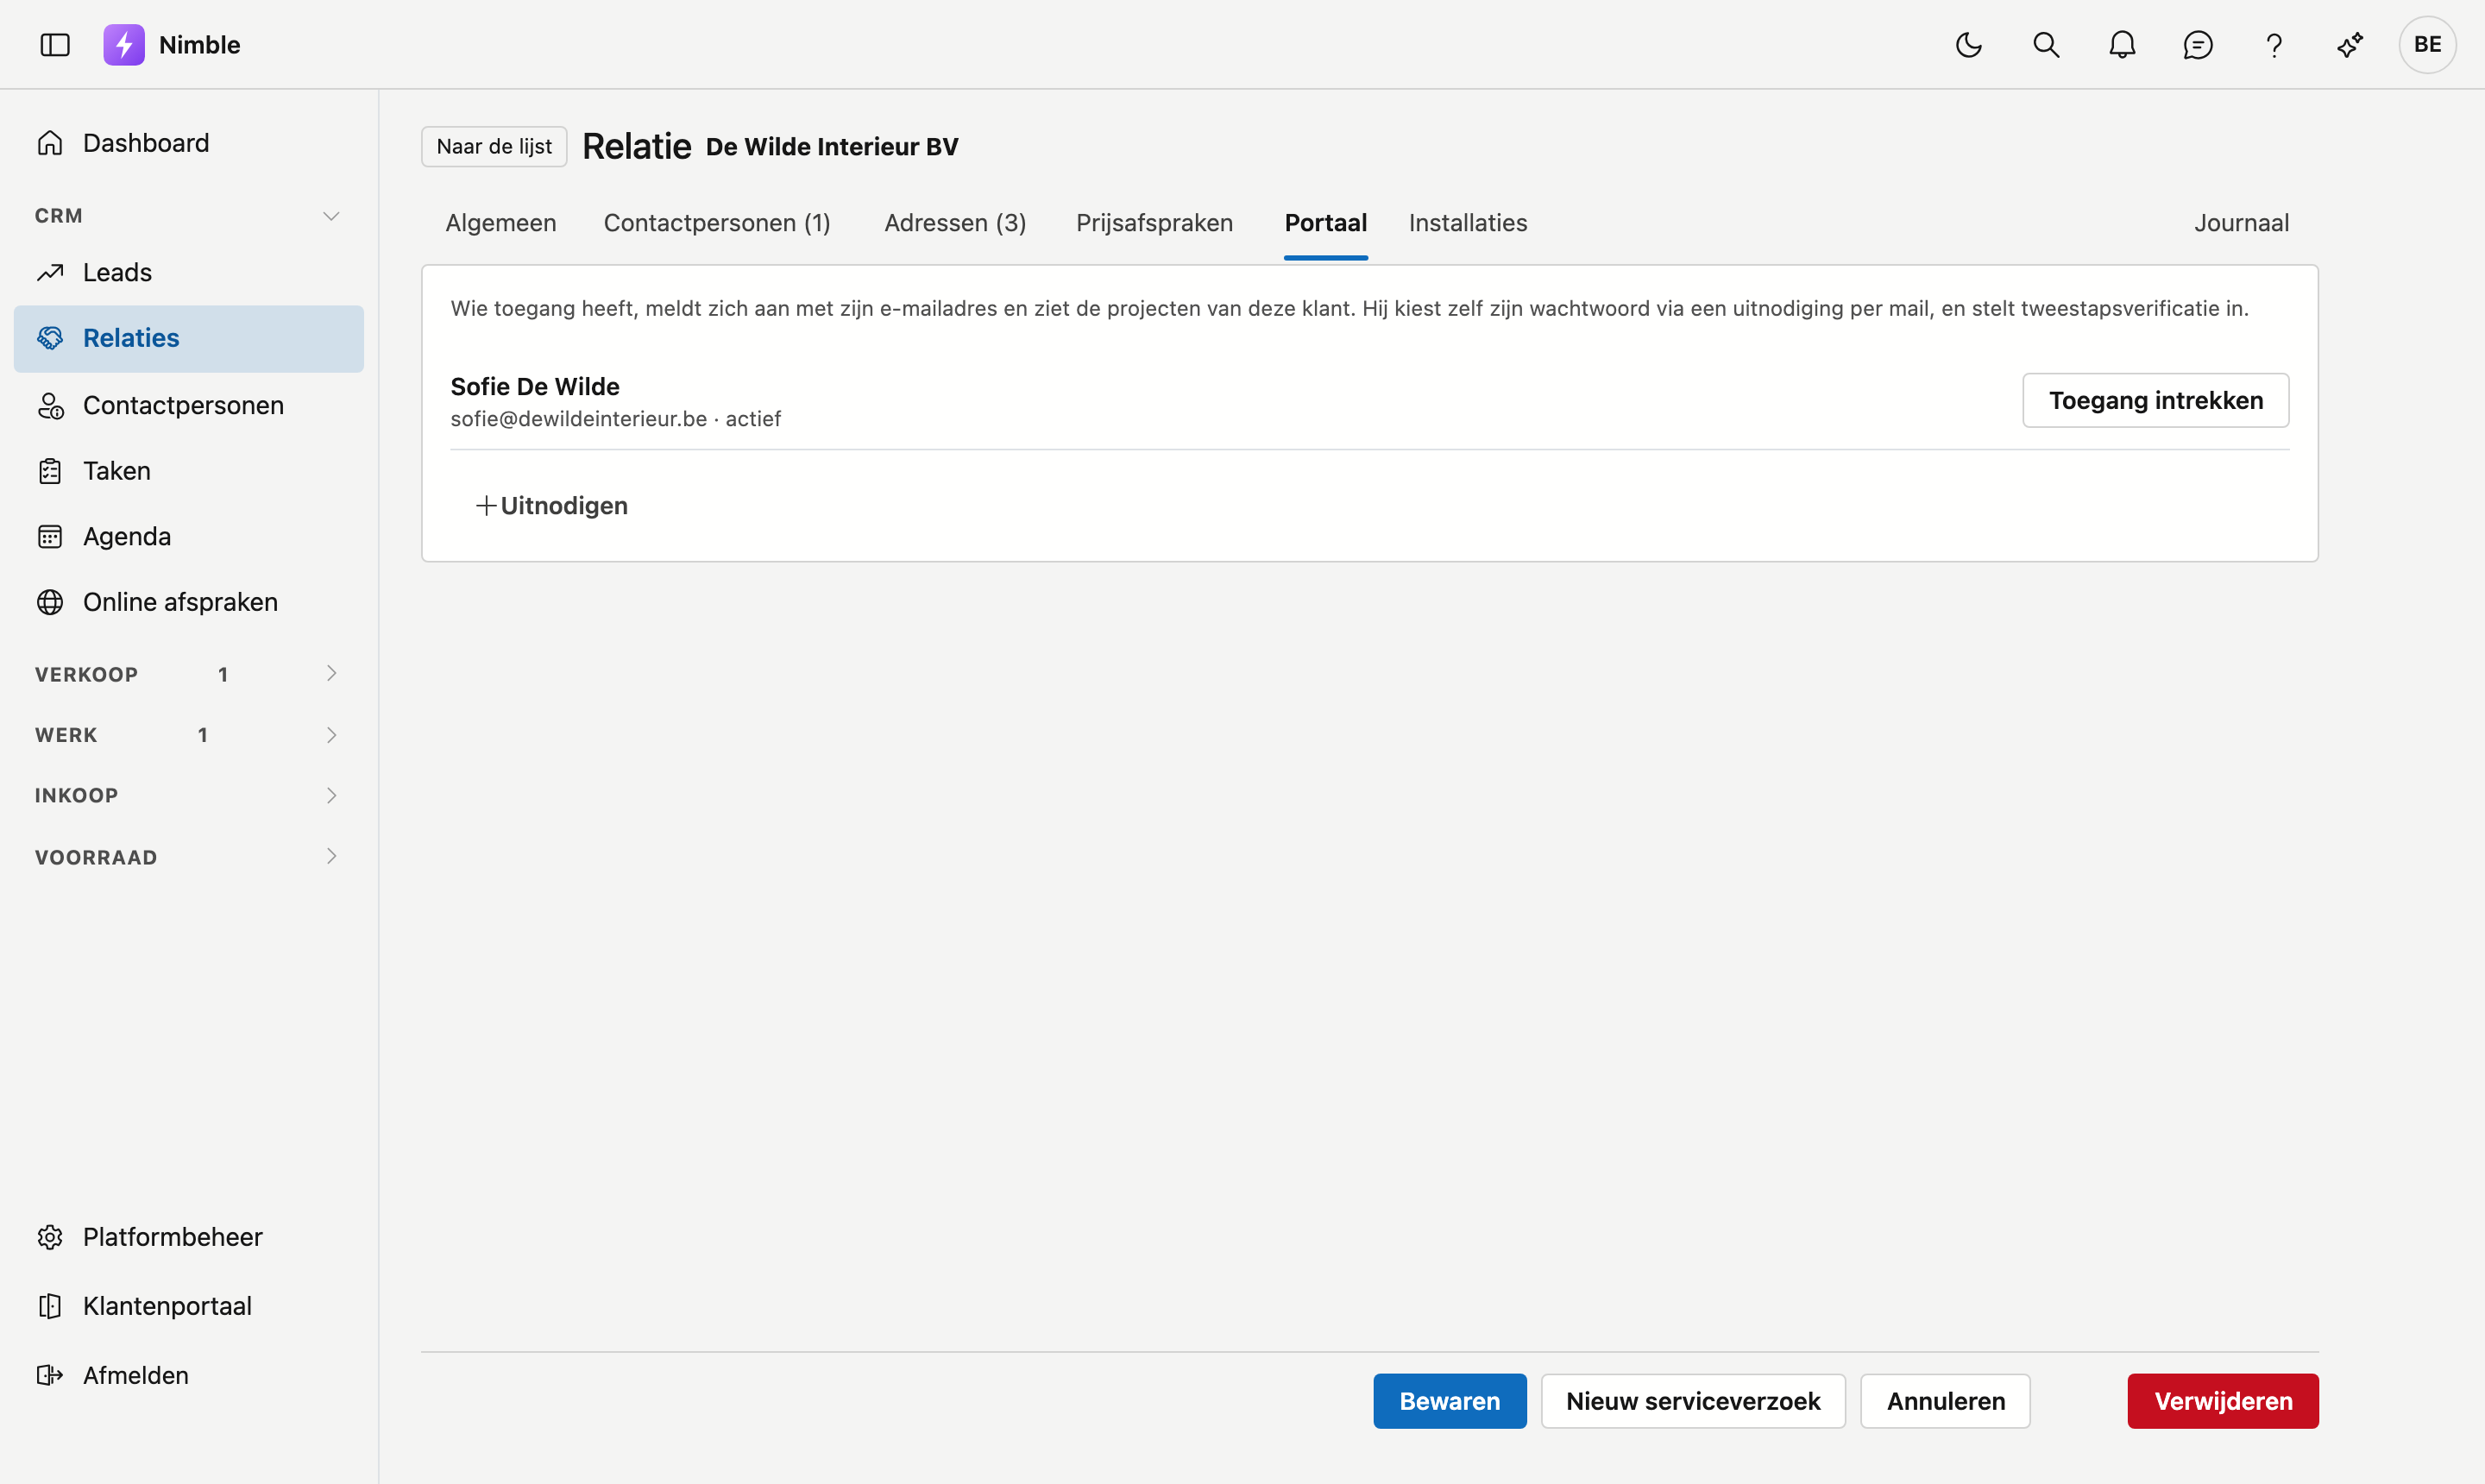 Nimble
BE
Dashboard
CRM
Leads
Relaties
Contactpersonen
Taken
Agenda
Online afspraken
VERKOOP 1
WERK 1
INKOOP
VOORRAAD
Platformbeheer
Klantenportaal
Afmelden
Naar de lijst Relatie De Wilde Interieur BV
Algemeen Contactpersonen (1) Adressen (3) Prijsafspraken Portaal Installaties Journaal
Wie toegang heeft, meldt zich aan met zijn e-mailadres en ziet de projecten van deze klant. Hij kiest zelf zijn wachtwoord via een uitnodiging per mail, en stelt tweestapsverificatie in.
Sofie De Wilde
sofie@dewildeinterieur.be · actief
Toegang intrekken
+Uitnodigen
Bewaren Nieuw serviceverzoek Annuleren Verwijderen